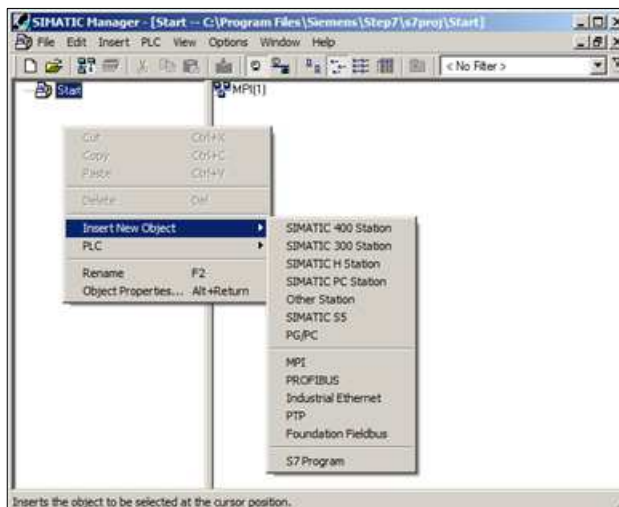 SIMATIC Manager - [Start -- C:\Program Files\Siemens\Step7\s7proj\Start]
File Edit Insert PLC View Options Window Help
< No Filter >
Start
MPI(1)
Cut Ctrl+X
Copy Ctrl+C
Paste Ctrl+V
Delete Del
Insert New Object
PLC
Rename F2
Object Properties... Alt+Return
SIMATIC 400 Station
SIMATIC 300 Station
SIMATIC H Station
SIMATIC PC Station
Other Station
SIMATIC S5
PG/PC
MPI
PROFIBUS
Industrial Ethernet
PTP
Foundation Fieldbus
S7 Program
Inserts the object to be selected at the cursor position.